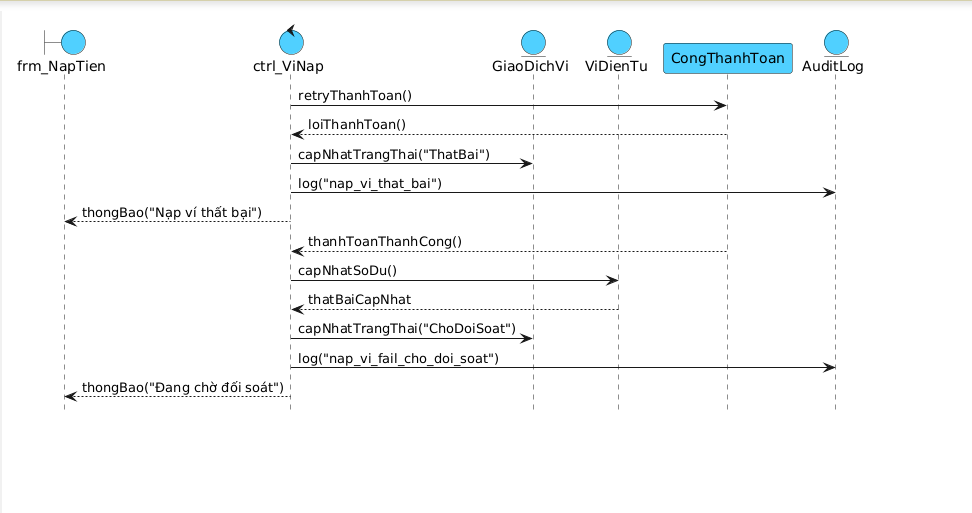 frm_NapTien
ctrl_ViNap
GiaoDichVi
ViDienTu
CongThanhToan
AuditLog
retryThanhToan()
loiThanhToan()
capNhatTrangThai("ThatBai")
log("nap_vi_that_bai")
thongBao("Nạp ví thất bại")
thanhToanThanhCong()
capNhatSoDu()
thatBaiCapNhat
capNhatTrangThai("ChoDoiSoat")
log("nap_vi_fail_cho_doi_soat")
thongBao("Đang chờ đối soát")